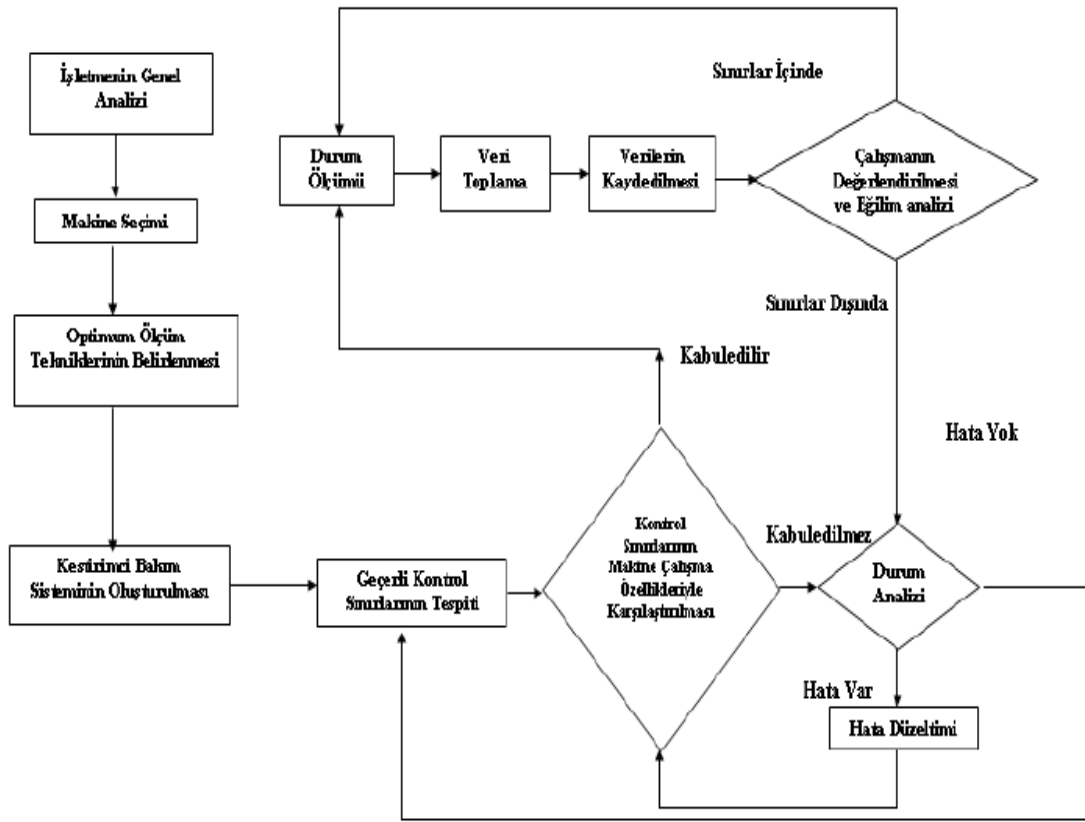 İşletmenin Genel
Analizi
Makine Seçimi
Optimum Ölçüm
Tekniklerinin Belirlenmesi
Kestirimci Bakım
Sisteminin Oluşturulması
Geçerli Kontrol
Sınırlarının Tespiti
Kontrol
Sınırlarının
Makine Çalışma
Özellikleriyle
Karşılaştırılması
Kabuledilir
Durum
Ölçümü
Veri
Toplama
Verilerin
Kaydedilmesi
Çalışmanın
Değerlendirilmesi
ve Eğilim analizi
Sınırlar İçinde
Sınırlar Dışında
Hata Yok
Kabuledilmez
Durum
Analizi
Hata Var
Hata Düzeltimi